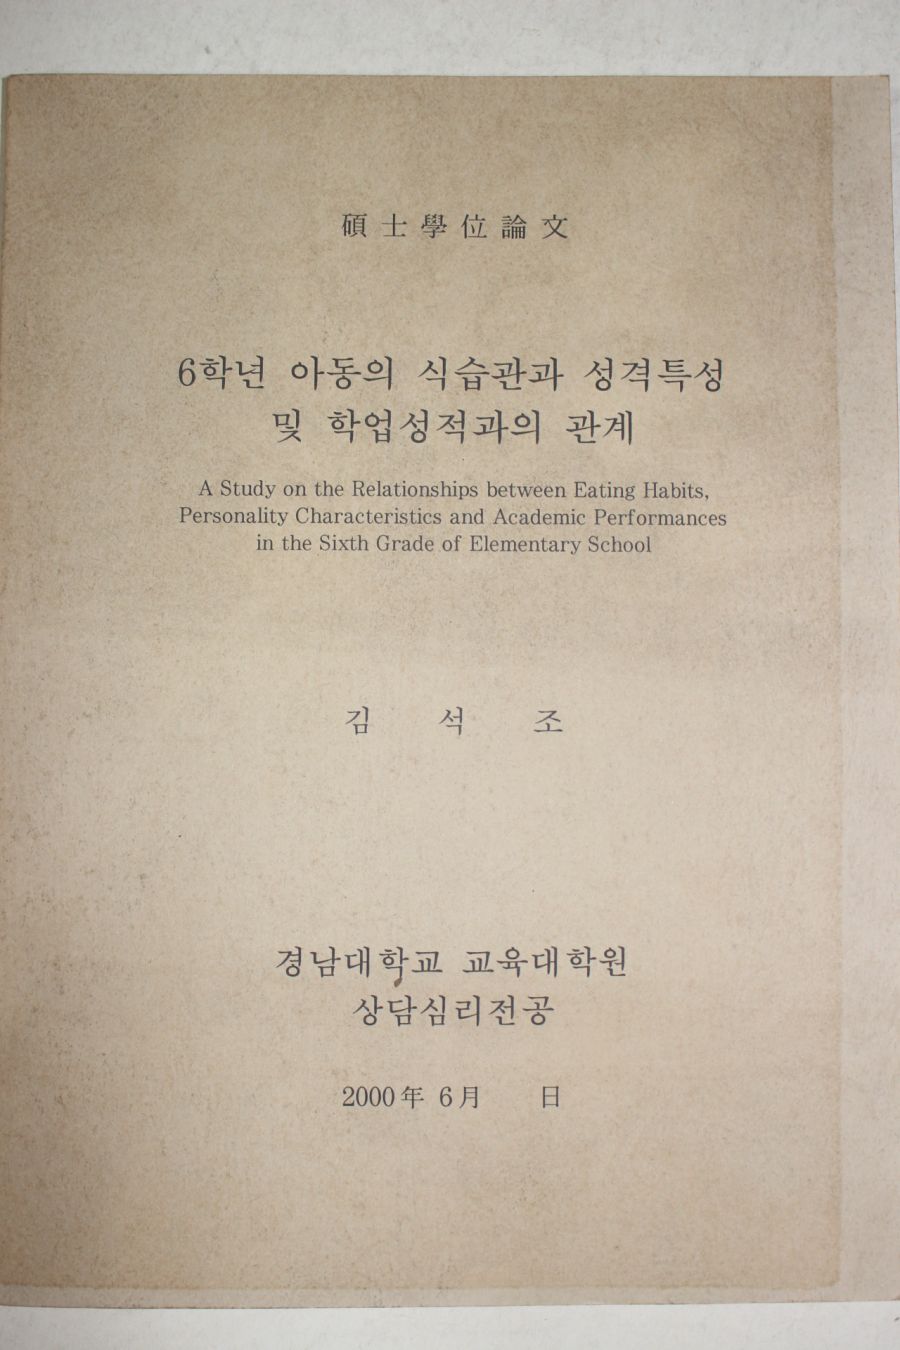 碩士學位論文
6학년 아동의 식습관과 성격특성
및 학업성적과의 관계
A Study on the Relationships between Eating Habits,
Personality Characteristics and Academic Performances
in the Sixth Grade of Elementary School
김 석 조
경남대학교 교육대학원
상담심리전공
2000年 6月 日